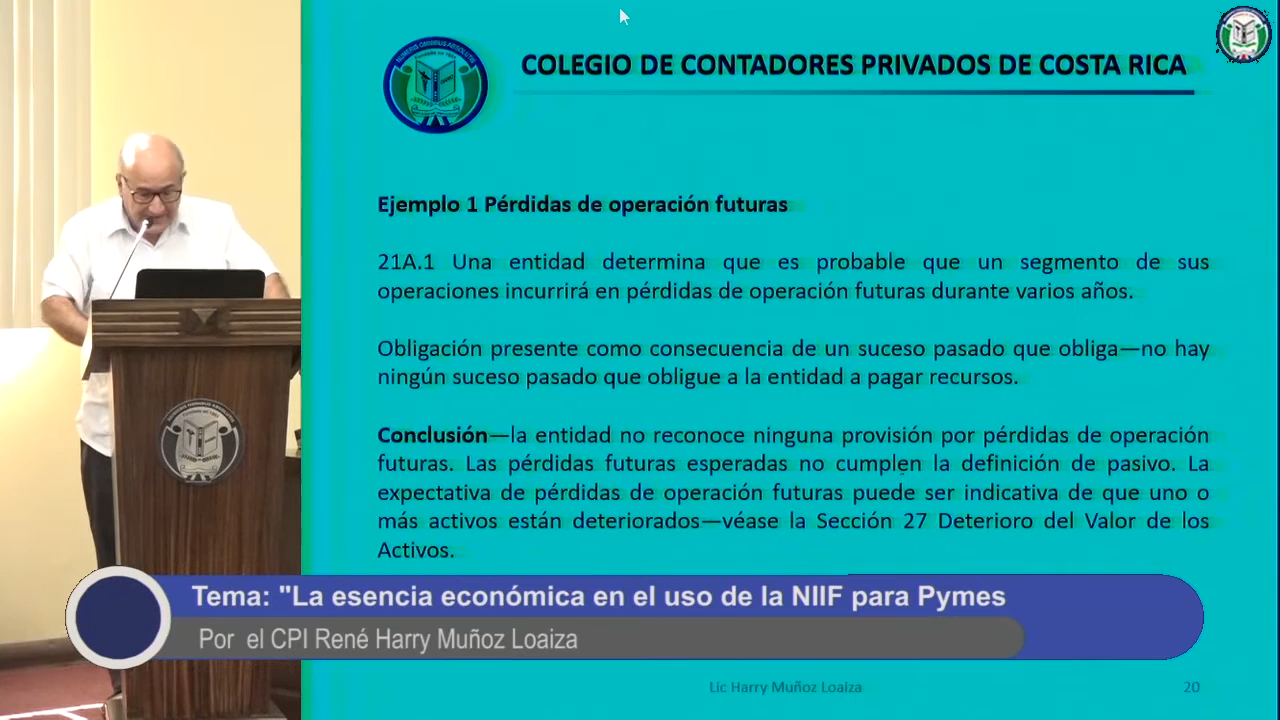 COLEGIO DE CONTADORES PRIVADOS DE COSTA RICA
Ejemplo 1 Pérdidas de operación futuras
21A.1 Una entidad determina que es probable que un segmento de sus
operaciones incurrirá en pérdidas de operación futuras durante varios años.
Obligación presente como consecuencia de un suceso pasado que obliga—no hay
ningún suceso pasado que obligue a la entidad a pagar recursos.
Conclusión—la entidad no reconoce ninguna provisión por pérdidas de operación
futuras. Las pérdidas futuras esperadas no cumplen la definición de pasivo. La
expectativa de pérdidas de operación futuras puede ser indicativa de que uno o
más activos están deteriorados—véase la Sección 27 Deterioro del Valor de los
Activos.
Tema: "La esencia económica en el uso de la NIIF para Pymes
Por el CPI René Harry Muñoz Loaiza
Lic Harry Muñoz Loaiza 20